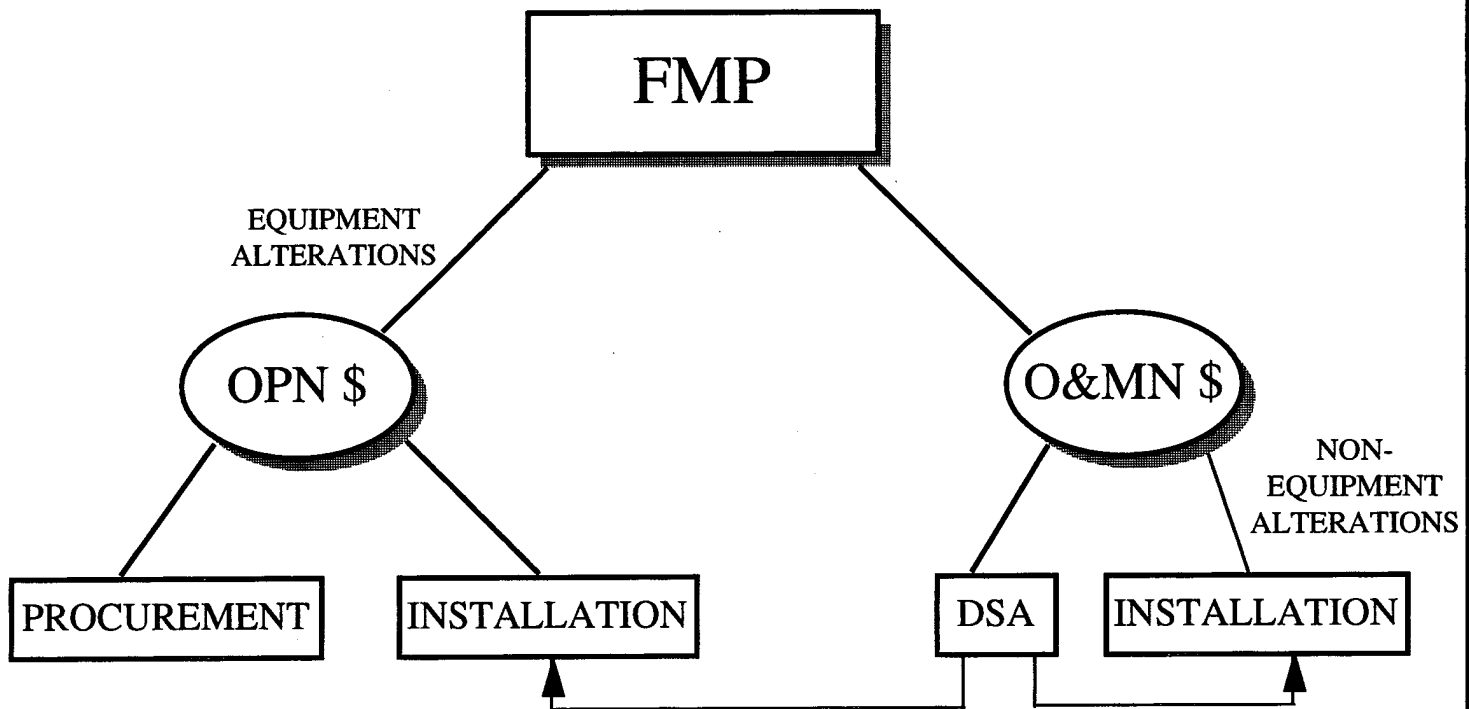 FMP
EQUIPMENT
ALTERATIONS
OPN $
O&MN $
NON-
EQUIPMENT
ALTERATIONS
PROCUREMENT
INSTALLATION
DSA
INSTALLATION